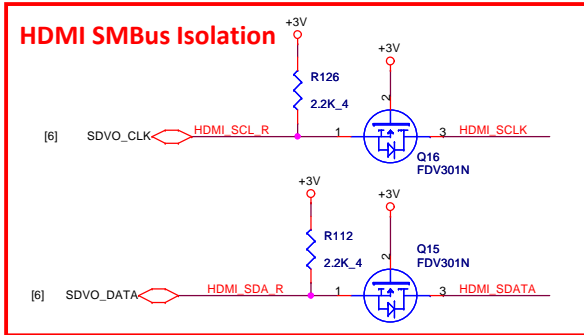 HDMI SMBus Isolation
+3V
+3V
R126
2.2K_4
2
[6]
SDVO_CLK
HDMI_SCL_R
1
3
HDMI_SCLK
Q16
FDV301N
+3V
+3V
R112
2.2K_4
2
Q15
FDV301N
[6]
SDVO_DATA
HDMI_SDA_R
1
3
HDMI_SDATA